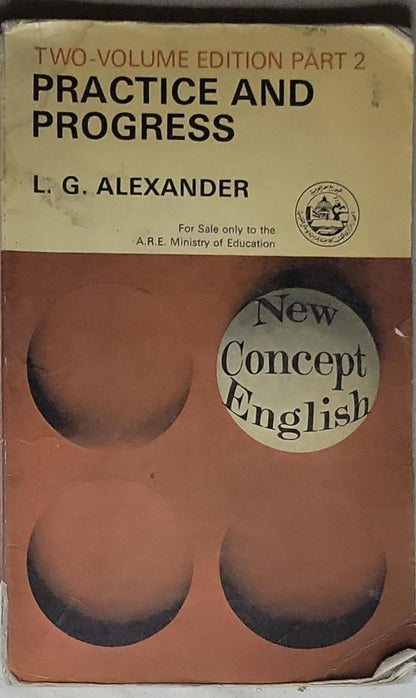 TWO-VOLUME EDITION PART 2
PRACTICE AND
PROGRESS
L. G. ALEXANDER
For Sale only to the
A.R.E. Ministry of Education
New
Concept
English